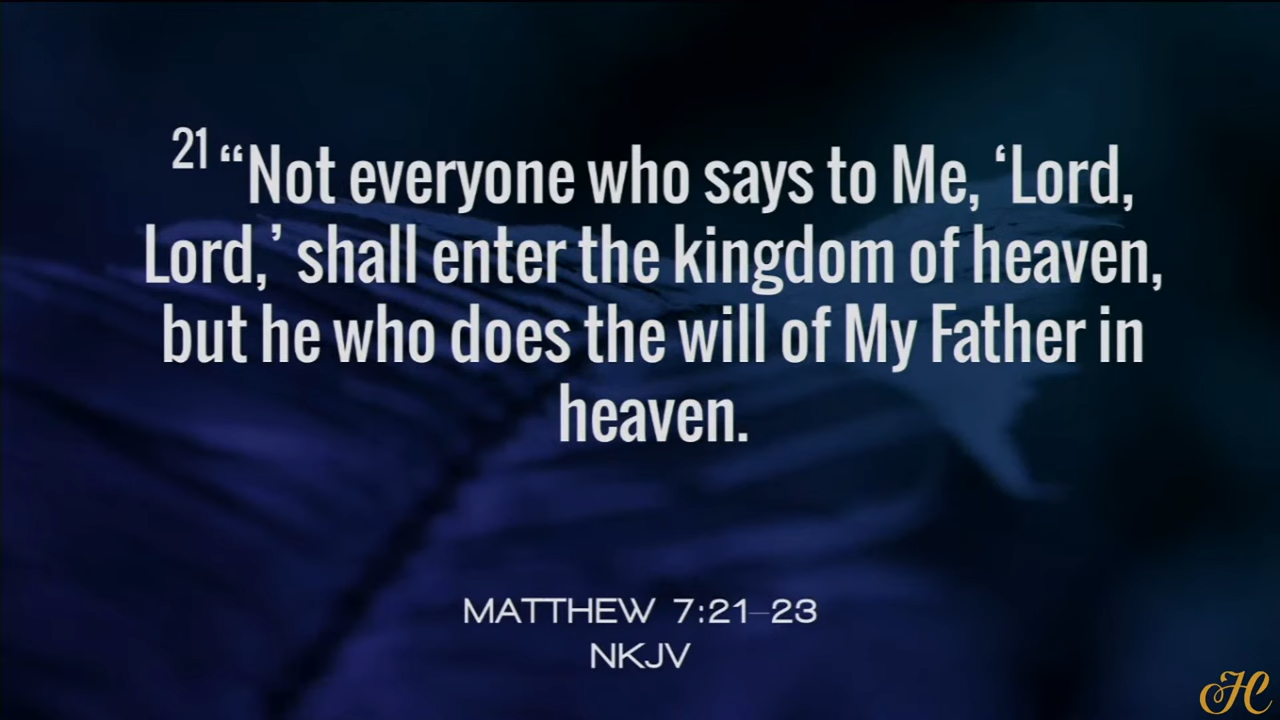 21 “Not everyone who says to Me, ‘Lord,
Lord,’ shall enter the kingdom of heaven,
but he who does the will of My Father in
heaven.
MATTHEW 7:21–23
NKJV
HC